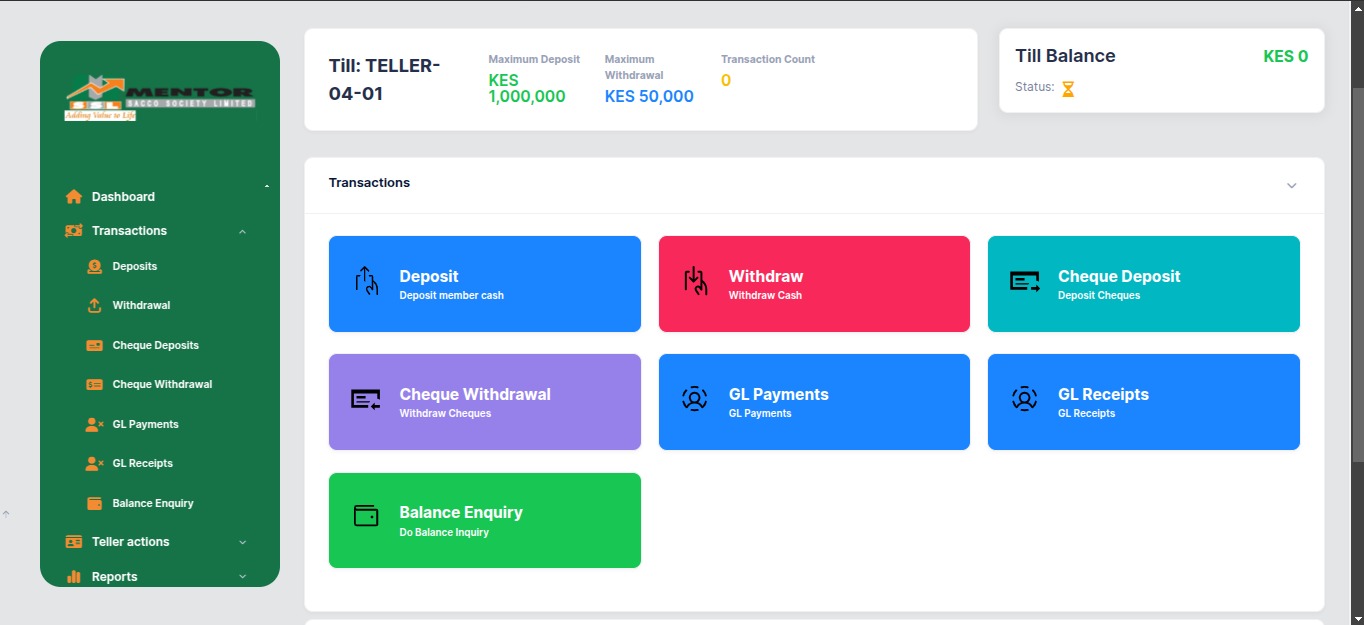 MENTOR
SACCO SOCIETY LIMITED
Adding Value to Life
Dashboard
Transactions
Deposits
Withdrawal
Cheque Deposits
Cheque Withdrawal
GL Payments
GL Receipts
Balance Enquiry
Teller actions
Reports
Till: TELLER-
04-01
Maximum Deposit
KES
1,000,000
Maximum
Withdrawal
KES 50,000
Transaction Count
0
Till Balance
KES 0
Status:
Transactions
Deposit
Deposit member cash
Withdraw
Withdraw Cash
Cheque Deposit
Deposit Cheques
Cheque Withdrawal
Withdraw Cheques
GL Payments
GL Payments
GL Receipts
GL Receipts
Balance Enquiry
Do Balance Inquiry